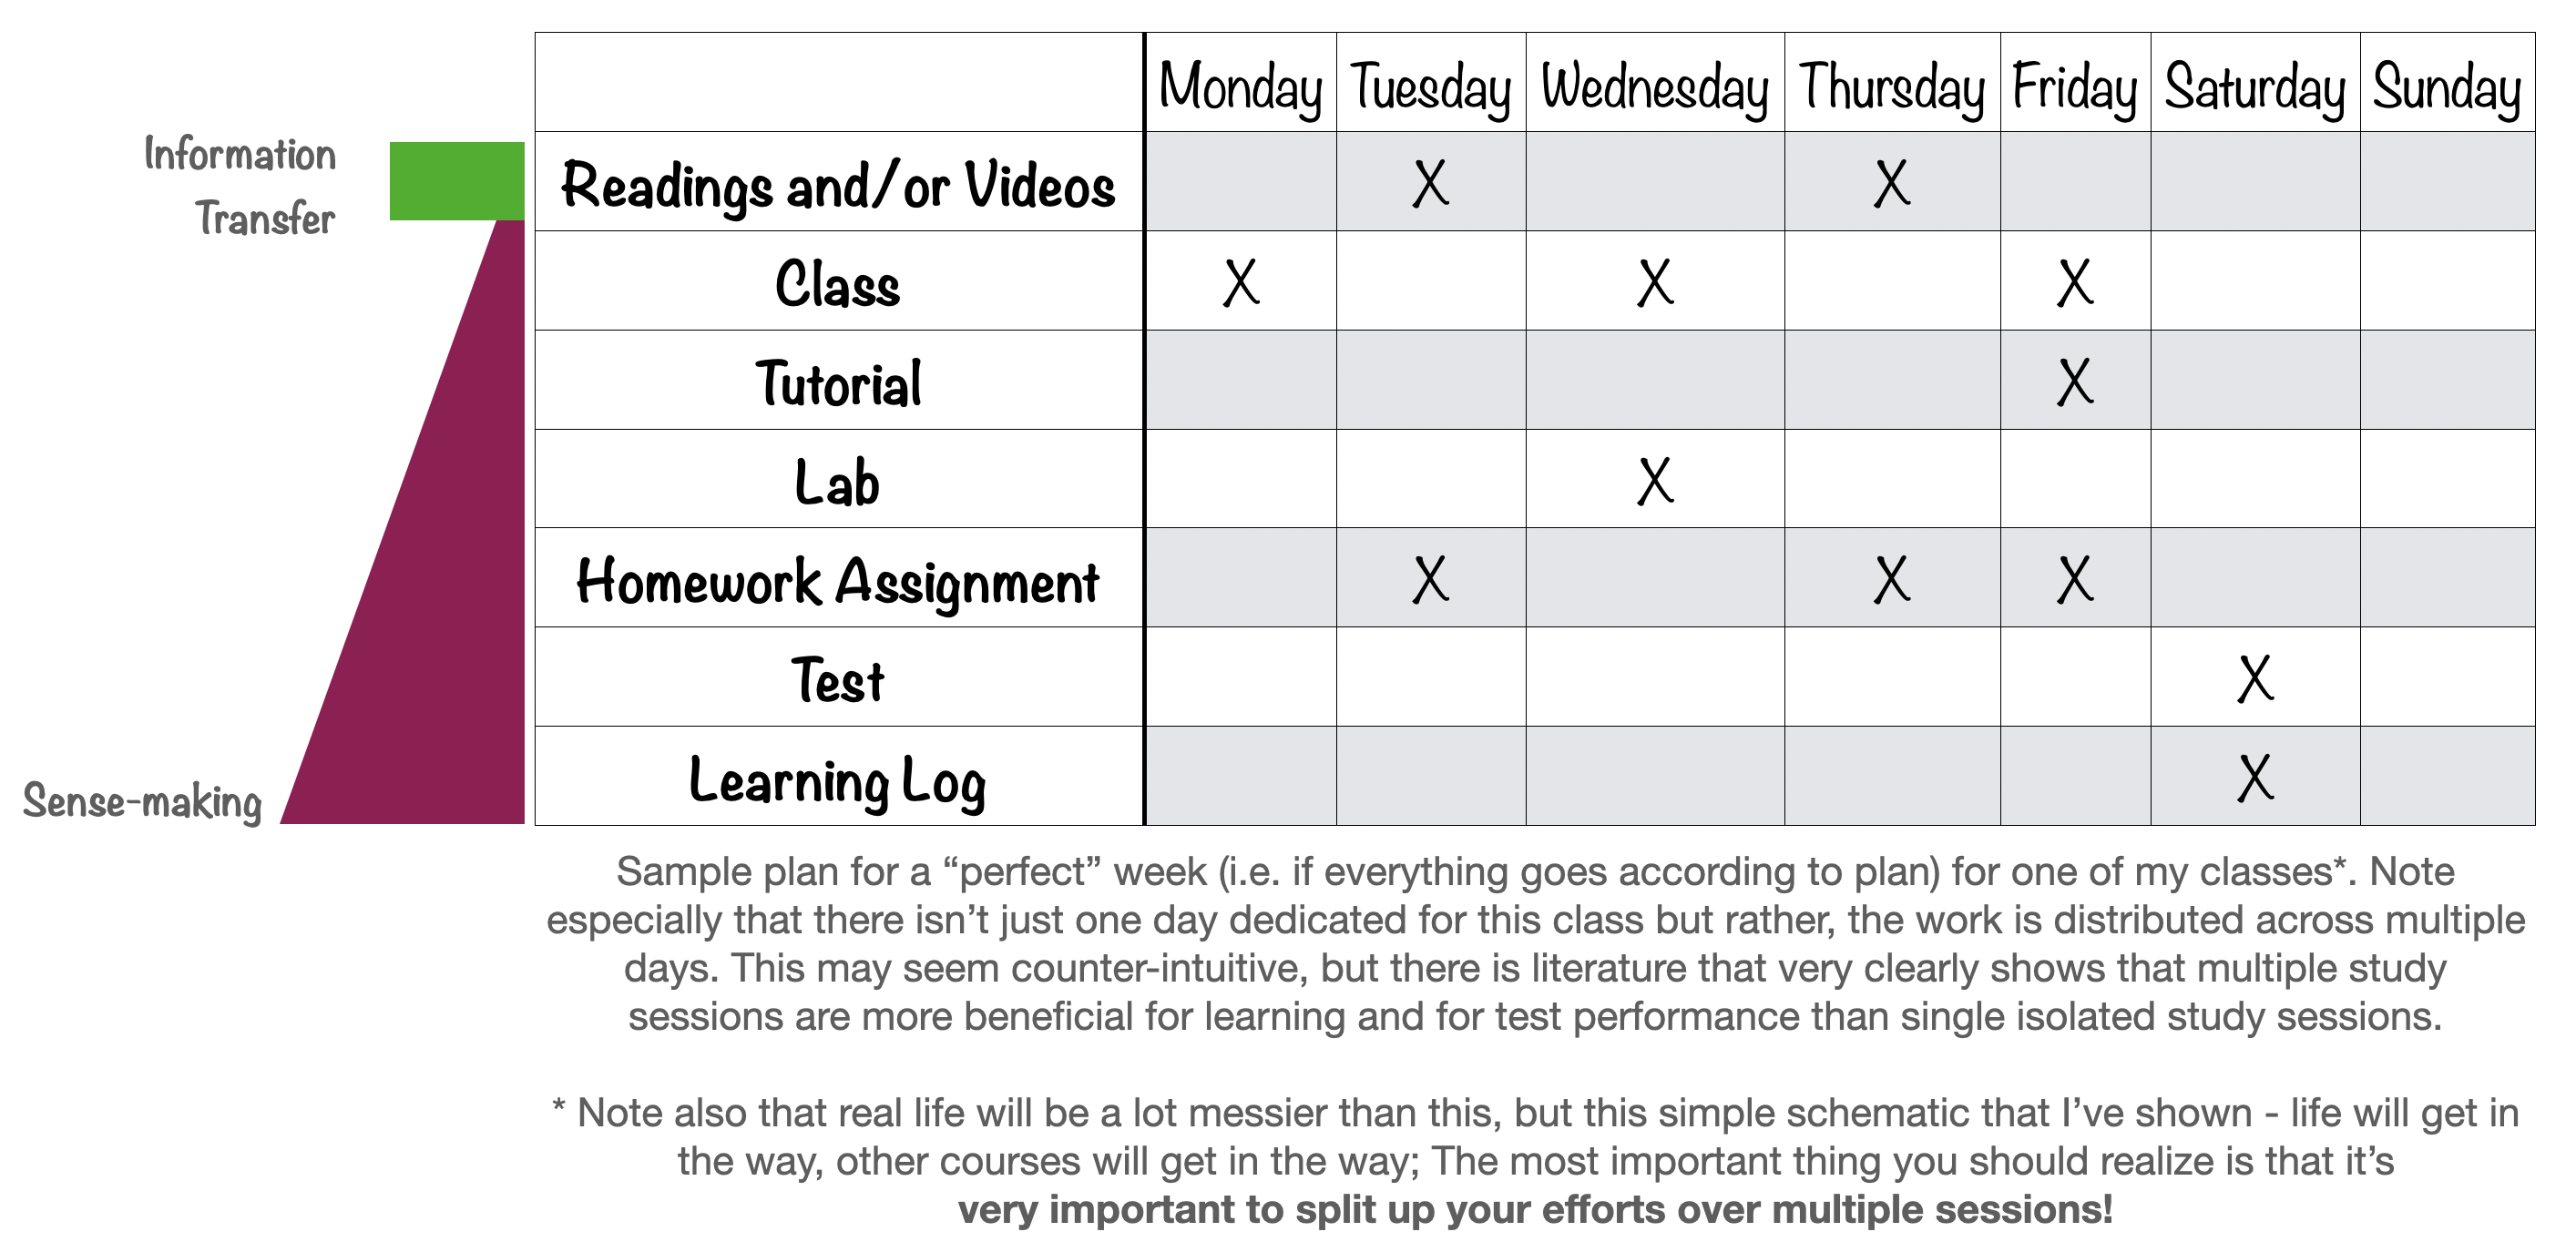 Monday Tuesday Wednesday Thursday Friday Saturday Sunday
Information
Transfer
Readings and/or Videos X X
Class X X X
Tutorial X
Lab X
Homework Assignment X X X
Test X
Sense-making
Learning Log X
Sample plan for a “perfect” week (i.e. if everything goes according to plan) for one of my classes*. Note
especially that there isn’t just one day dedicated for this class but rather, the work is distributed across multiple
days. This may seem counter-intuitive, but there is literature that very clearly shows that multiple study
sessions are more beneficial for learning and for test performance than single isolated study sessions.
* Note also that real life will be a lot messier than this, but this simple schematic that I’ve shown - life will get in
the way, other courses will get in the way; The most important thing you should realize is that it’s
very important to split up your efforts over multiple sessions!